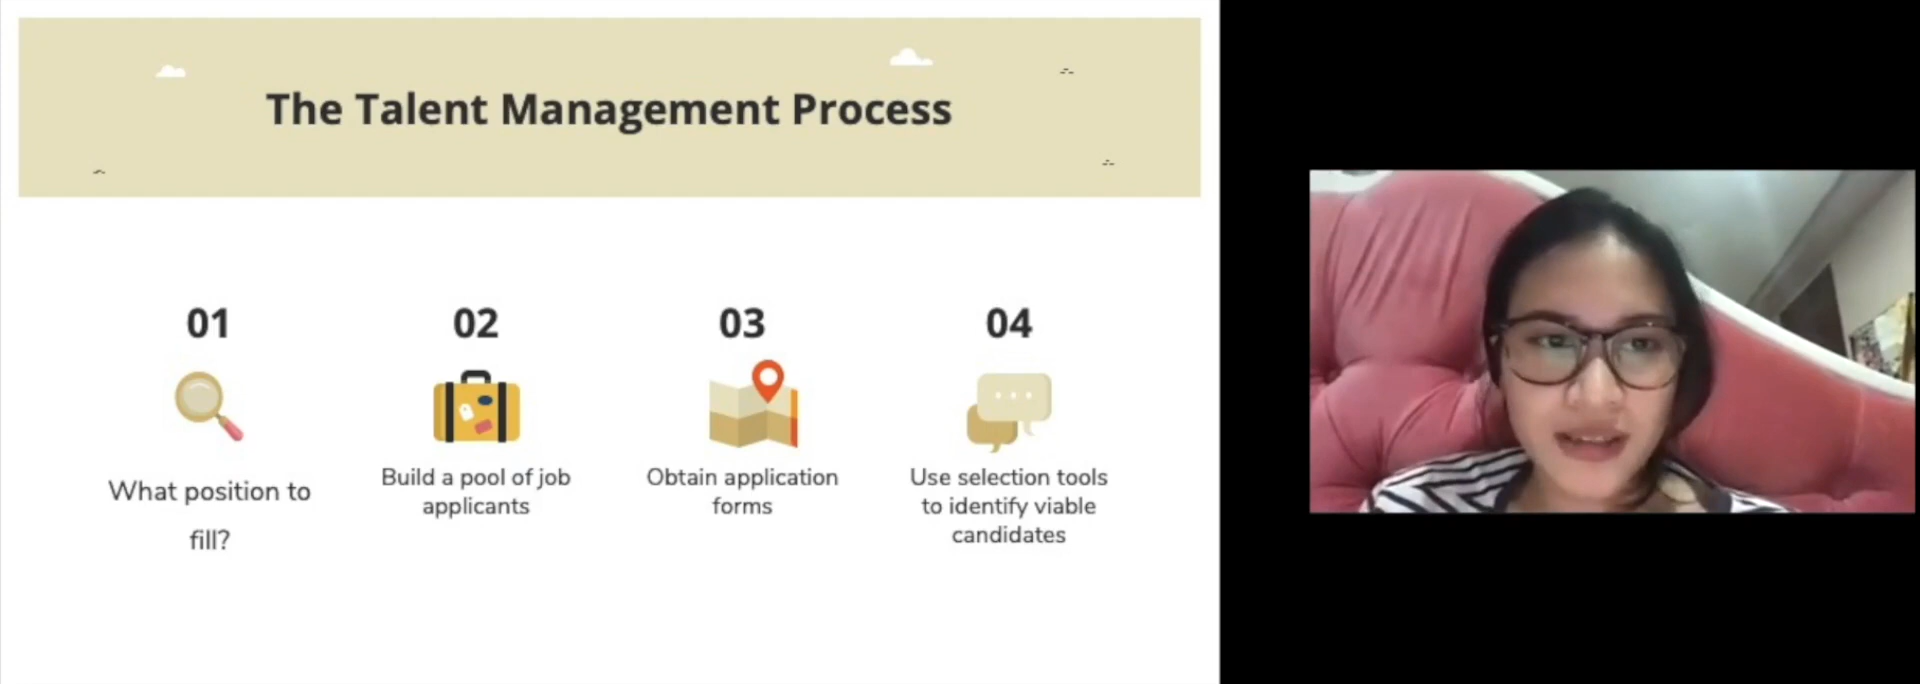 The Talent Management Process
01
What position to
fill?
02
Build a pool of job
applicants
03
Obtain application
forms
04
Use selection tools
to identify viable
candidates